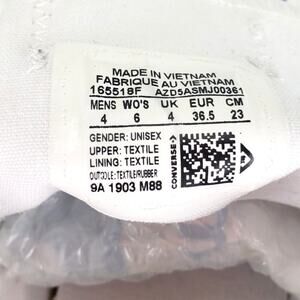 MADE IN VIETNAM
FABRIQUE AU VIETNAM
165518F AZD5ASMJ00361
MENS WO'S UK EUR CM
4 6 4 36.5 23
GENDER: UNISEX
UPPER: TEXTILE
LINING: TEXTILE
OUTSOLE: TEXTILE/RUBBER
9A 1903 M88
CONVERSE